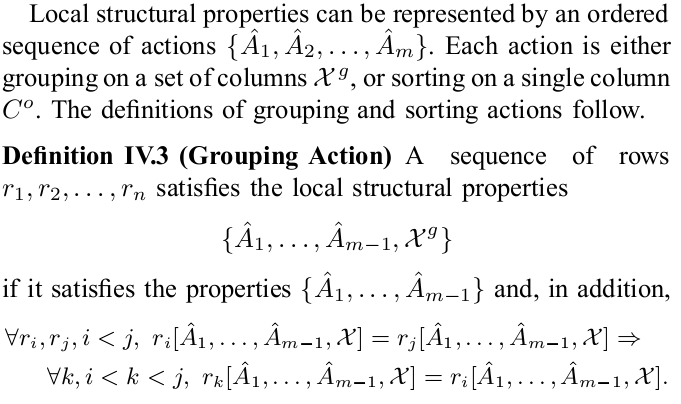 Local structural properties can be represented by an ordered
sequence of actions {Â₁, Â₂, . . . , Âₘ}. Each action is either
grouping on a set of columns 𝒳ᵍ, or sorting on a single column
Cᵒ. The definitions of grouping and sorting actions follow.
Definition IV.3 (Grouping Action) A sequence of rows
r₁, r₂, . . . , rₙ satisfies the local structural properties
{Â₁, . . . , Âₘ₋₁, 𝒳ᵍ}
if it satisfies the properties {Â₁, . . . , Âₘ₋₁} and, in addition,
∀rᵢ, rⱼ, i < j, rᵢ[Â₁, . . . , Âₘ₋₁, 𝒳] = rⱼ[Â₁, . . . , Âₘ₋₁, 𝒳] ⇒
∀k, i < k < j, rₖ[Â₁, . . . , Âₘ₋₁, 𝒳] = rᵢ[Â₁, . . . , Âₘ₋₁, 𝒳].